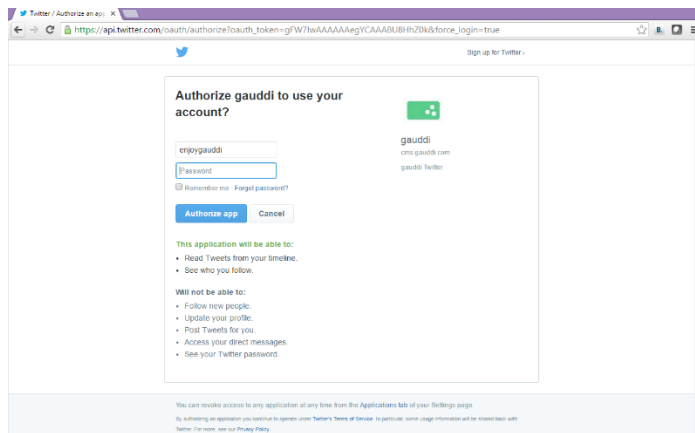 Twitter / Authorize an app
https://api.twitter.com/oauth/authorize?oauth_token=gFW7IwAAAAAAegYCAAABU8HhZ0k&force_login=true
Sign up for Twitter ›
Authorize gauddi to use your
account?
gauddi
cms.gauddi.com
gauddi Twitter
enjoygauddi
Password
Remember me · Forgot password?
Authorize app
Cancel
This application will be able to:
• Read Tweets from your timeline.
• See who you follow.
Will not be able to:
• Follow new people.
• Update your profile.
• Post Tweets for you.
• Access your direct messages.
• See your Twitter password.
You can revoke access to any application at any time from the Applications tab of your Settings page.
By authorizing an application you continue to operate under Twitter's Terms of Service. In particular, some usage information will be shared back with
Twitter. For more, see our Privacy Policy.